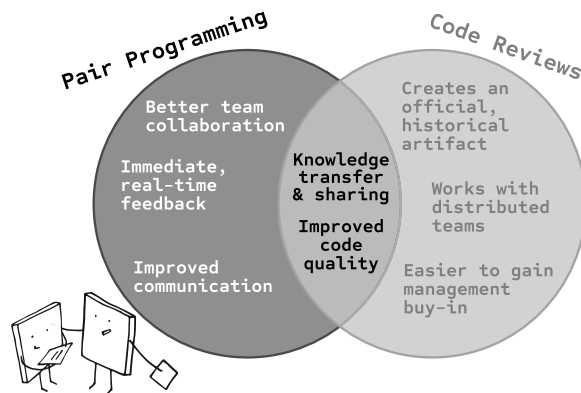 Pair Programming
Code Reviews
Better team
collaboration
Immediate,
real-time
feedback
Improved
communication
Knowledge
transfer
& sharing
Improved
code
quality
Creates an
official,
historical
artifact
Works with
distributed
teams
Easier to gain
management
buy-in